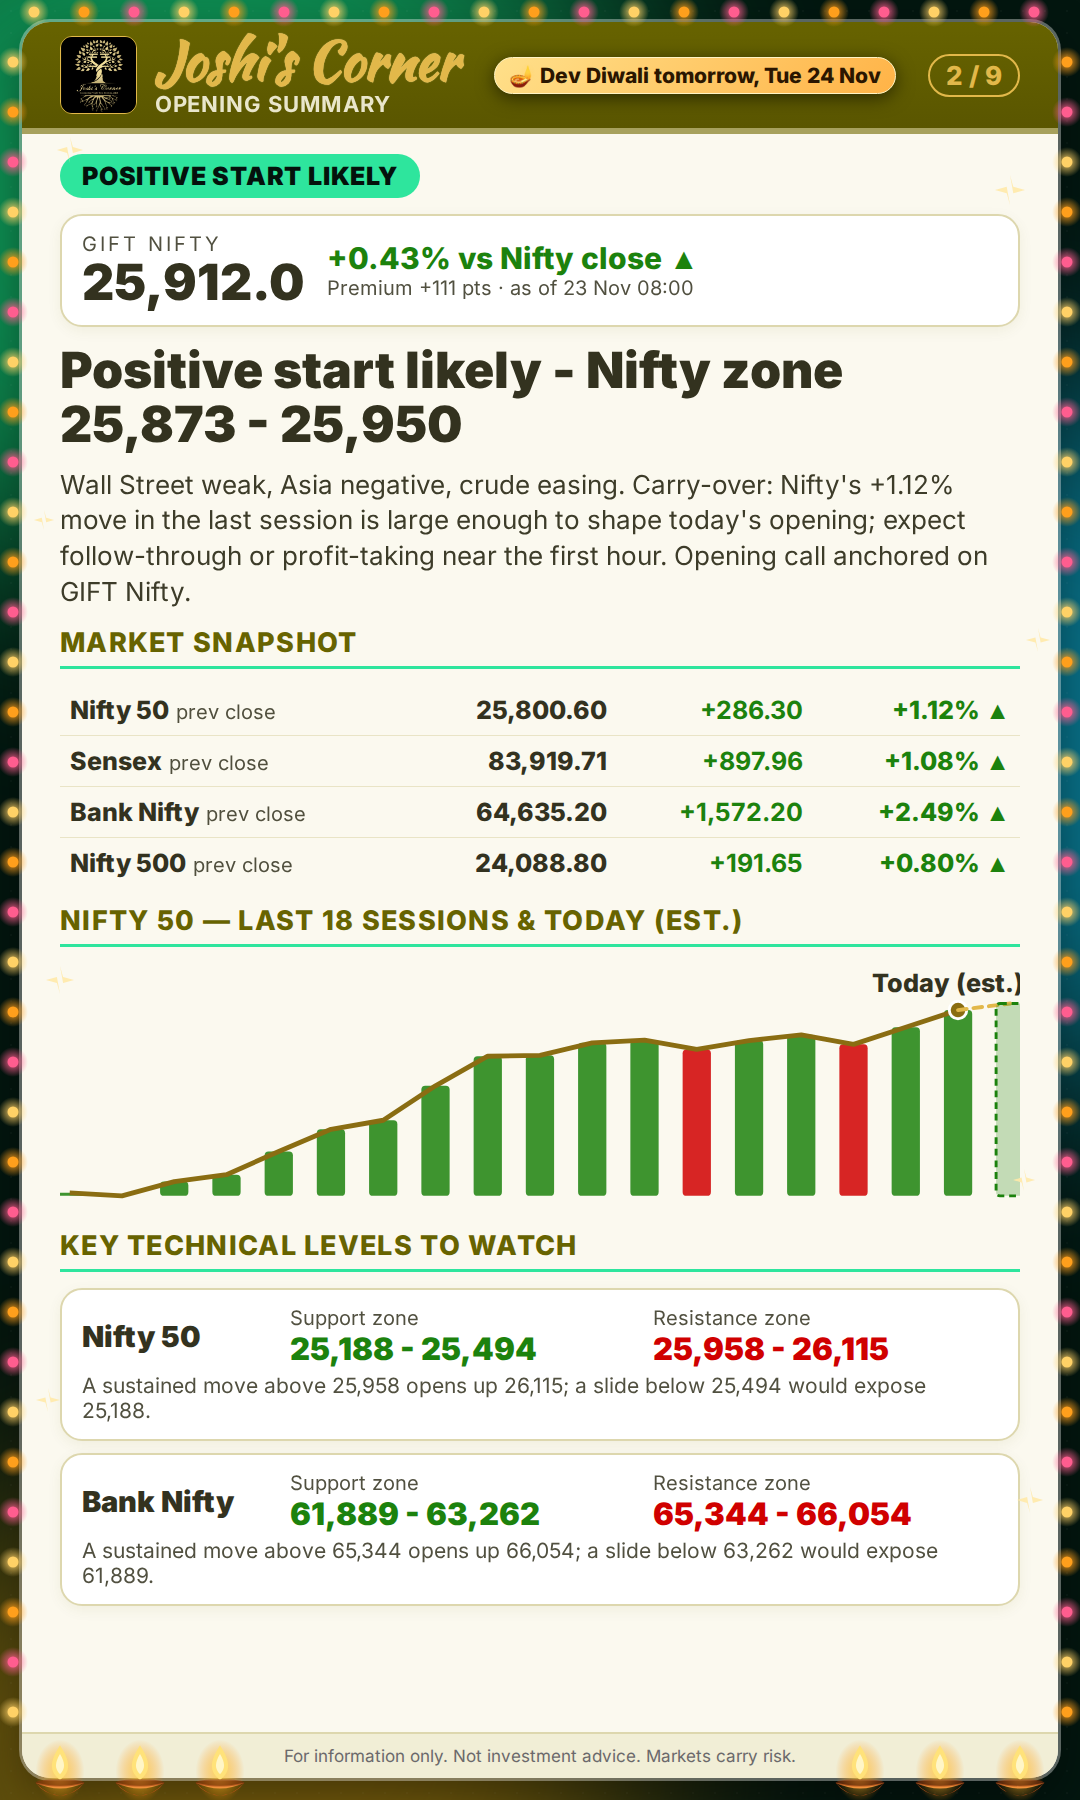 Joshi's Corner
OPENING SUMMARY
Joshi's Corner
🪔 Dev Diwali tomorrow, Tue 24 Nov
2 / 9
POSITIVE START LIKELY
GIFT NIFTY
25,912.0
+0.43% vs Nifty close ▲
Premium +111 pts · as of 23 Nov 08:00
Positive start likely - Nifty zone
25,873 - 25,950
Wall Street weak, Asia negative, crude easing. Carry-over: Nifty's +1.12%
move in the last session is large enough to shape today's opening; expect
follow-through or profit-taking near the first hour. Opening call anchored on
GIFT Nifty.
MARKET SNAPSHOT
Nifty 50 prev close 25,800.60 +286.30 +1.12% ▲
Sensex prev close 83,919.71 +897.96 +1.08% ▲
Bank Nifty prev close 64,635.20 +1,572.20 +2.49% ▲
Nifty 500 prev close 24,088.80 +191.65 +0.80% ▲
NIFTY 50 — LAST 18 SESSIONS & TODAY (EST.)
Today (est.)
KEY TECHNICAL LEVELS TO WATCH
Nifty 50
Support zone
25,188 - 25,494
Resistance zone
25,958 - 26,115
A sustained move above 25,958 opens up 26,115; a slide below 25,494 would expose
25,188.
Bank Nifty
Support zone
61,889 - 63,262
Resistance zone
65,344 - 66,054
A sustained move above 65,344 opens up 66,054; a slide below 63,262 would expose
61,889.
For information only. Not investment advice. Markets carry risk.